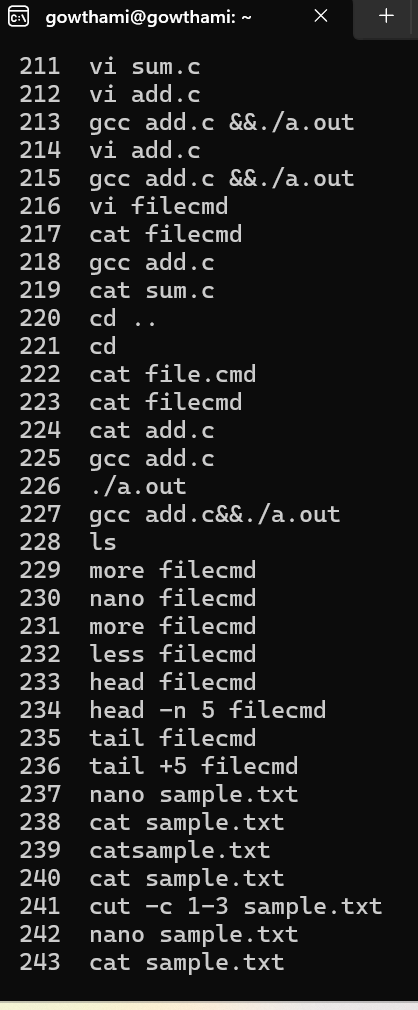 gowthami@gowthami: ~
211 vi sum.c
212 vi add.c
213 gcc add.c &&./a.out
214 vi add.c
215 gcc add.c &&./a.out
216 vi filecmd
217 cat filecmd
218 gcc add.c
219 cat sum.c
220 cd ..
221 cd
222 cat file.cmd
223 cat filecmd
224 cat add.c
225 gcc add.c
226 ./a.out
227 gcc add.c&&./a.out
228 ls
229 more filecmd
230 nano filecmd
231 more filecmd
232 less filecmd
233 head filecmd
234 head -n 5 filecmd
235 tail filecmd
236 tail +5 filecmd
237 nano sample.txt
238 cat sample.txt
239 catsample.txt
240 cat sample.txt
241 cut -c 1-3 sample.txt
242 nano sample.txt
243 cat sample.txt